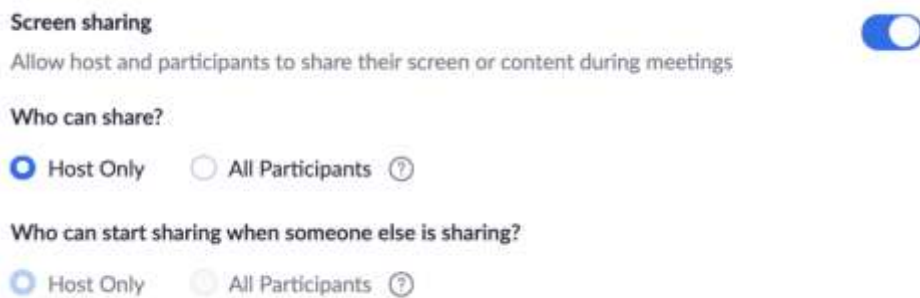 Screen sharing
Allow host and participants to share their screen or content during meetings
Who can share?
Host Only All Participants ?
Who can start sharing when someone else is sharing?
Host Only All Participants ?